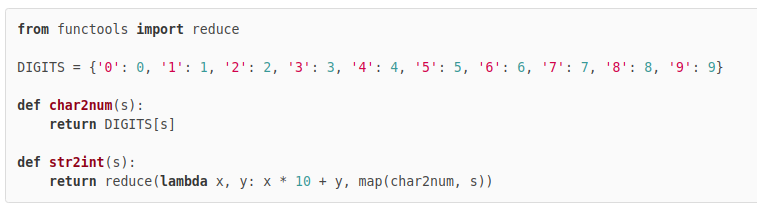 from functools import reduce

DIGITS = {'0': 0, '1': 1, '2': 2, '3': 3, '4': 4, '5': 5, '6': 6, '7': 7, '8': 8, '9': 9}

def char2num(s):
    return DIGITS[s]

def str2int(s):
    return reduce(lambda x, y: x * 10 + y, map(char2num, s))